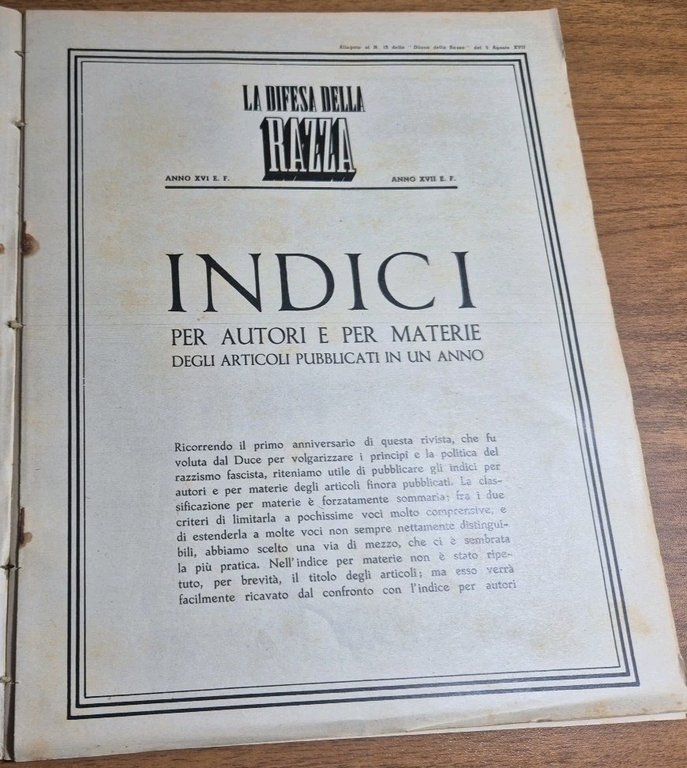 Allegato al N. 19 della "Difesa della Razza" del 5 Agosto XVII
LA DIFESA DELLA
RAZZA
ANNO XVI E. F. ANNO XVII E. F.
INDICI
PER AUTORI E PER MATERIE
DEGLI ARTICOLI PUBBLICATI IN UN ANNO
Ricorrendo il primo anniversario di questa rivista, che fu
voluta dal Duce per volgarizzare i principi e la politica del
razzismo fascista, riteniamo utile di pubblicare gli indici per
autori e per materie degli articoli finora pubblicati. La clas-
sificazione per materie è forzatamente sommaria; fra i due
criteri di limitarla a pochissime voci molto comprensive, e
di estenderla a molte voci non sempre nettamente distingui-
bili, abbiamo scelto una via di mezzo, che ci è sembrata
la più pratica. Nell'indice per materie non è stato ripe-
tuto, per brevità, il titolo degli articoli; ma esso verrà
facilmente ricavato dal confronto con l'indice per autori